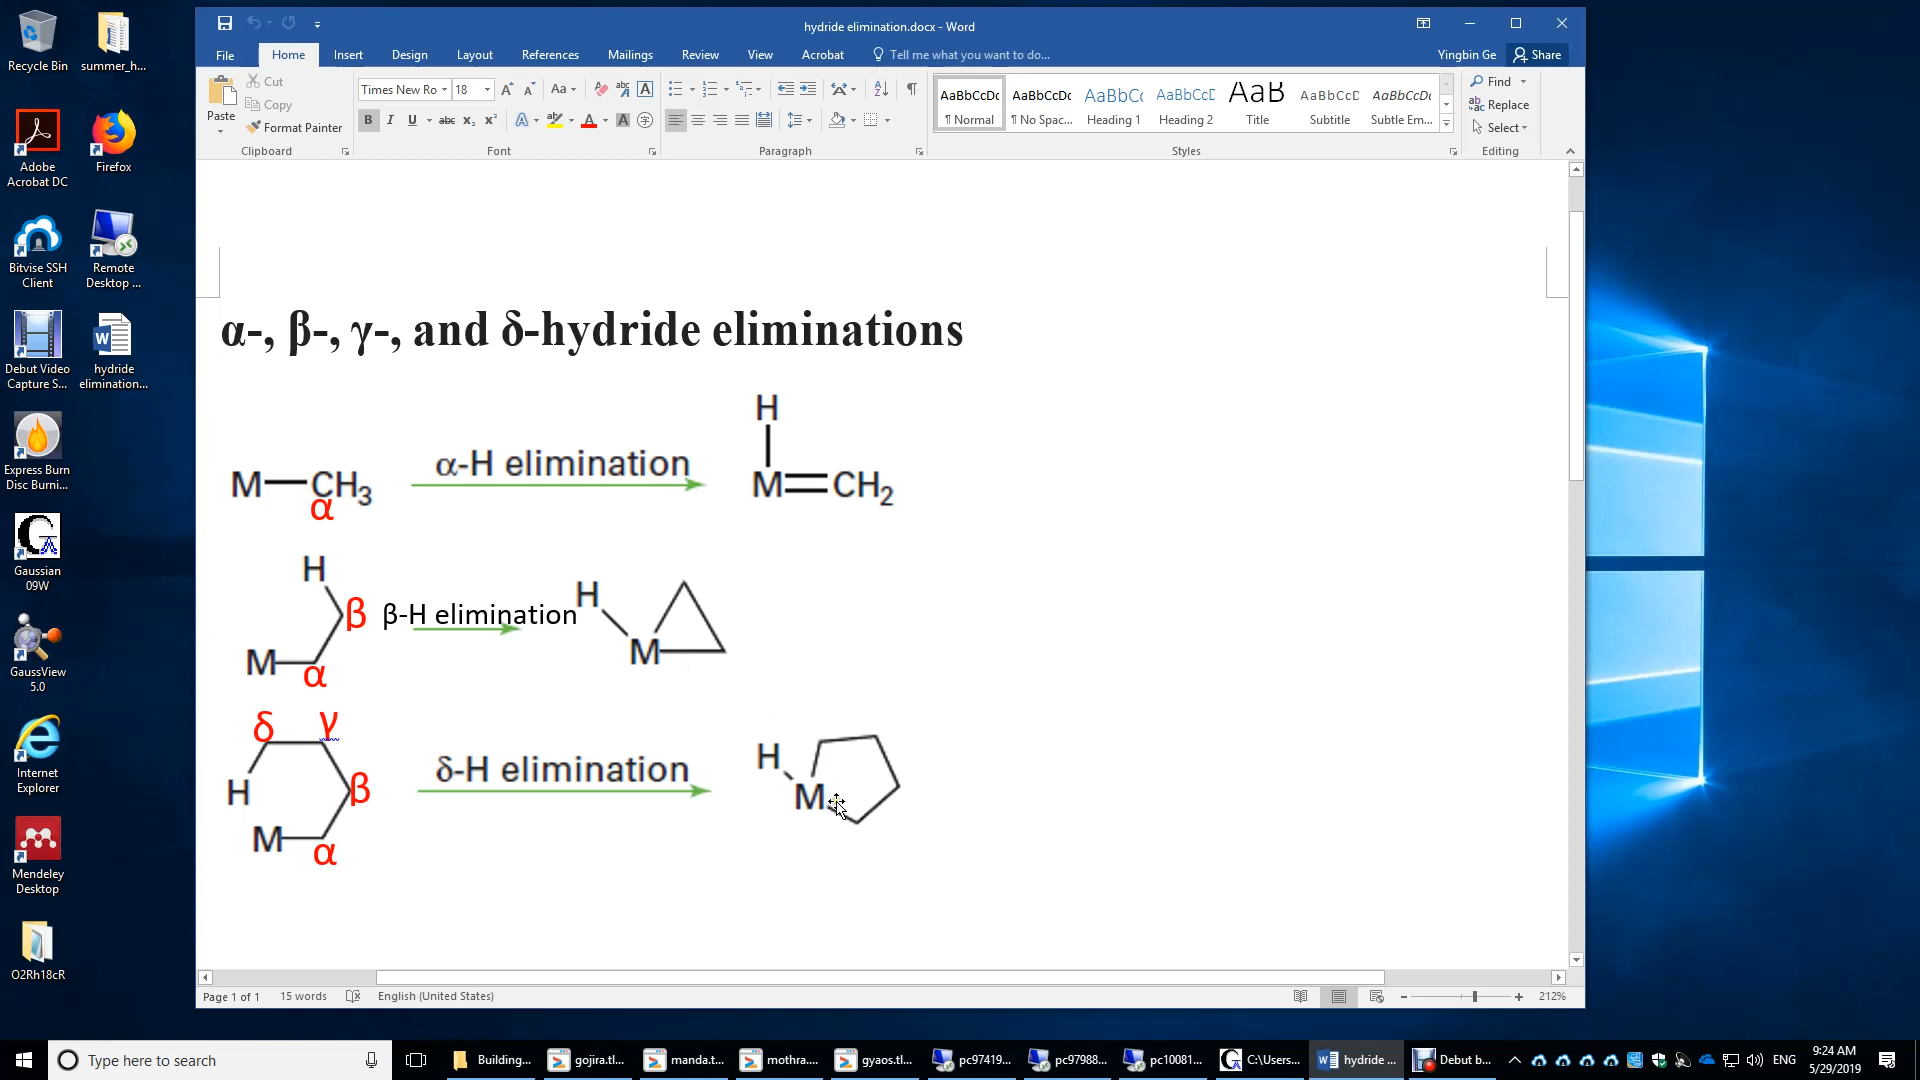 hydride elimination.docx - Word
File Home Insert Design Layout References Mailings Review View Acrobat Tell me what you want to do... Yingbin Ge Share
Paste
Cut
Copy
Format Painter
Clipboard
Times New Ro 18
Font
Paragraph
AaBbCcDc AaBbCcDc AaBbC AaBbCcD AaB AaBbCcD AaBbCcDc
¶ Normal ¶ No Spac... Heading 1 Heading 2 Title Subtitle Subtle Em...
Styles
Find
Replace
Select
Editing
α-, β-, γ-, and δ-hydride eliminations
H
M CH3 α-H elimination M CH2
α
H
β β-H elimination H
M M
α
δ γ
H δ-H elimination H
β M
M
α
Page 1 of 1 15 words English (United States) 212%
Recycle Bin
summer_h...
Adobe Acrobat DC
Firefox
Bitvise SSH Client
Remote Desktop ...
Debut Video Capture S...
hydride elimination...
Express Burn Disc Burni...
Gaussian 09W
GaussView 5.0
Internet Explorer
Mendeley Desktop
O2Rh18cR
Type here to search
Building... gojira.tl... manda.t... mothra.... gyaos.tl... pc97419... pc97988... pc10081... C:\Users... hydride ... Debut b... ENG
9:24 AM
5/29/2019